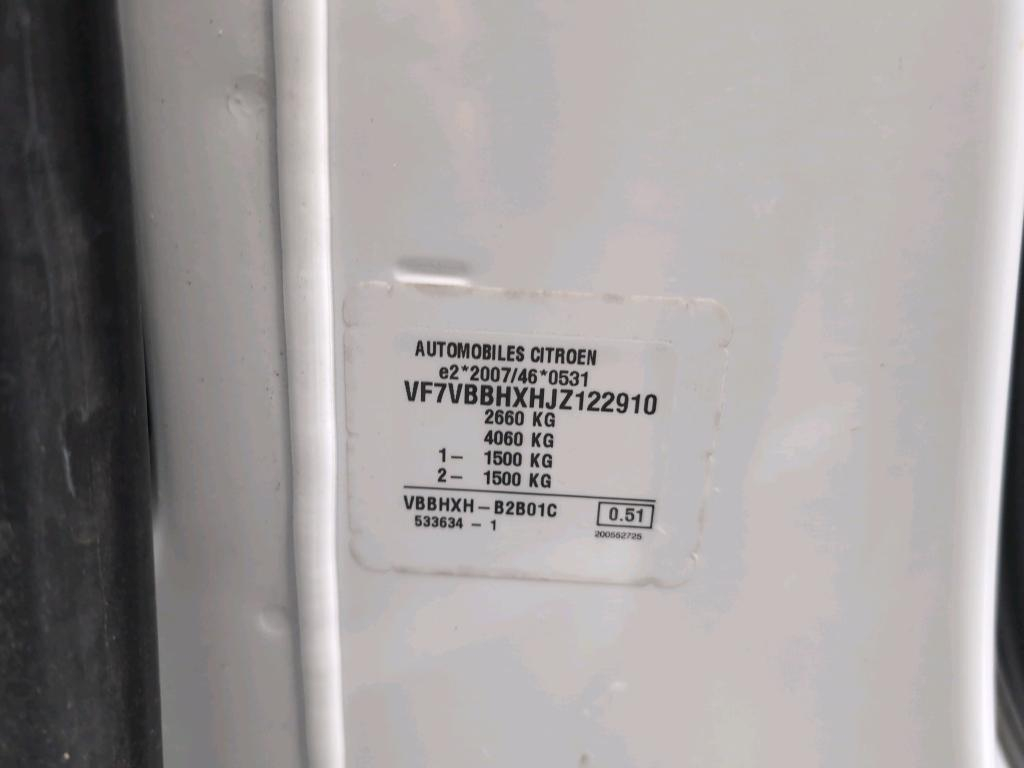 AUTOMOBILES CITROEN
e2*2007/46*0531
VF7VBBHXHJZ122910
2660 KG
4060 KG
1- 1500 KG
2- 1500 KG
VBBHXH-B2B01C 0.51
533634-1 200552725